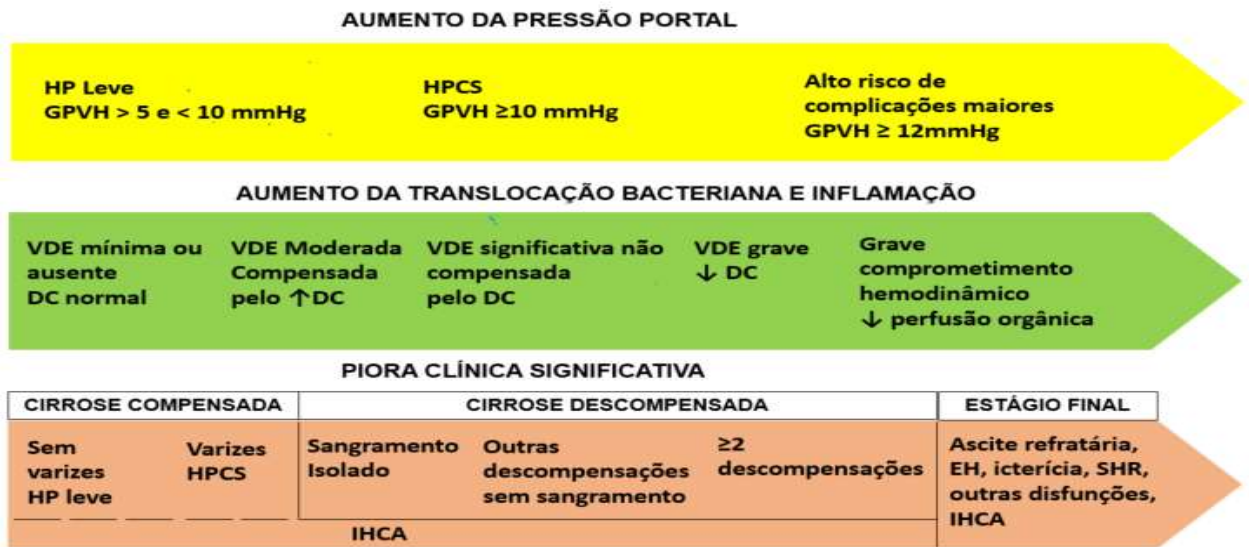 AUMENTO DA PRESSÃO PORTAL
HP Leve
GPVH > 5 e < 10 mmHg
HPCS
GPVH ≥10 mmHg
Alto risco de
complicações maiores
GPVH ≥ 12mmHg
AUMENTO DA TRANSLOCAÇÃO BACTERIANA E INFLAMAÇÃO
VDE mínima ou
ausente
DC normal
VDE Moderada
Compensada
pelo ↑DC
VDE significativa não
compensada
pelo DC
VDE grave
↓ DC
Grave
comprometimento
hemodinâmico
↓ perfusão orgânica
PIORA CLÍNICA SIGNIFICATIVA
CIRROSE COMPENSADA
CIRROSE DESCOMPENSADA
ESTÁGIO FINAL
Sem
varizes
HP leve
Varizes
HPCS
Sangramento
Isolado
Outras
descompensações
sem sangramento
≥2
descompensações
Ascite refratária,
EH, icterícia, SHR,
outras disfunções,
IHCA
IHCA